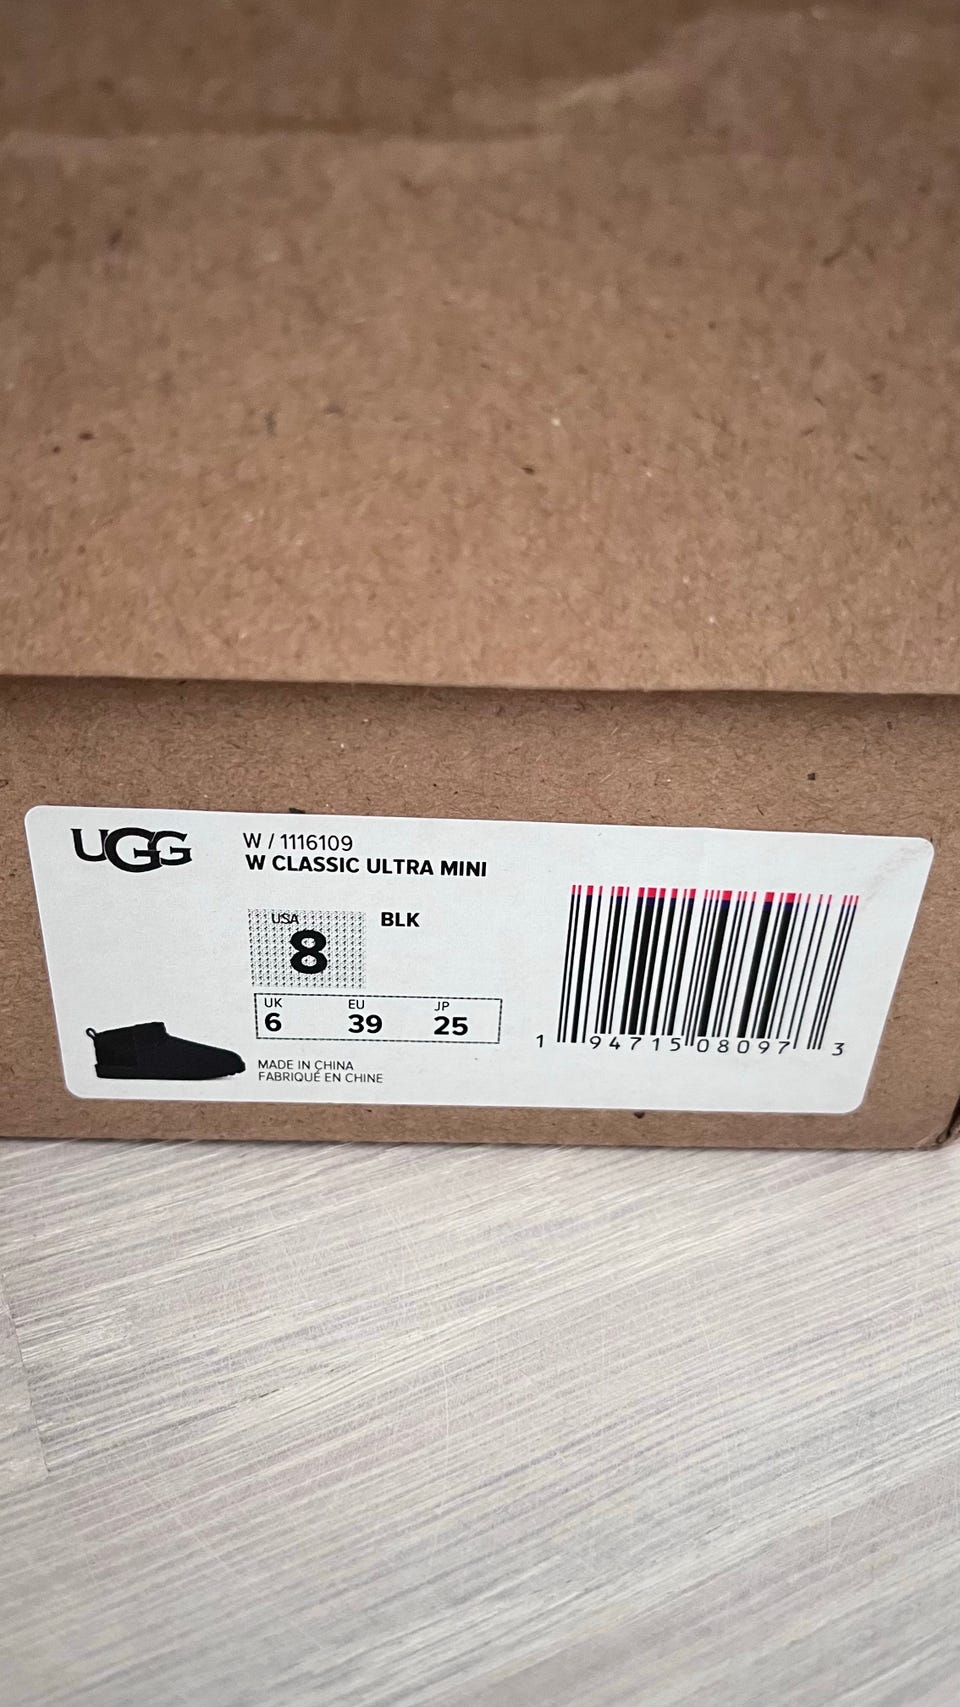 UGG
W / 1116109
W CLASSIC ULTRA MINI
USA
8
BLK
UK EU JP
6 39 25
MADE IN CHINA
FABRIQUÉ EN CHINE
1 94715 08097 3